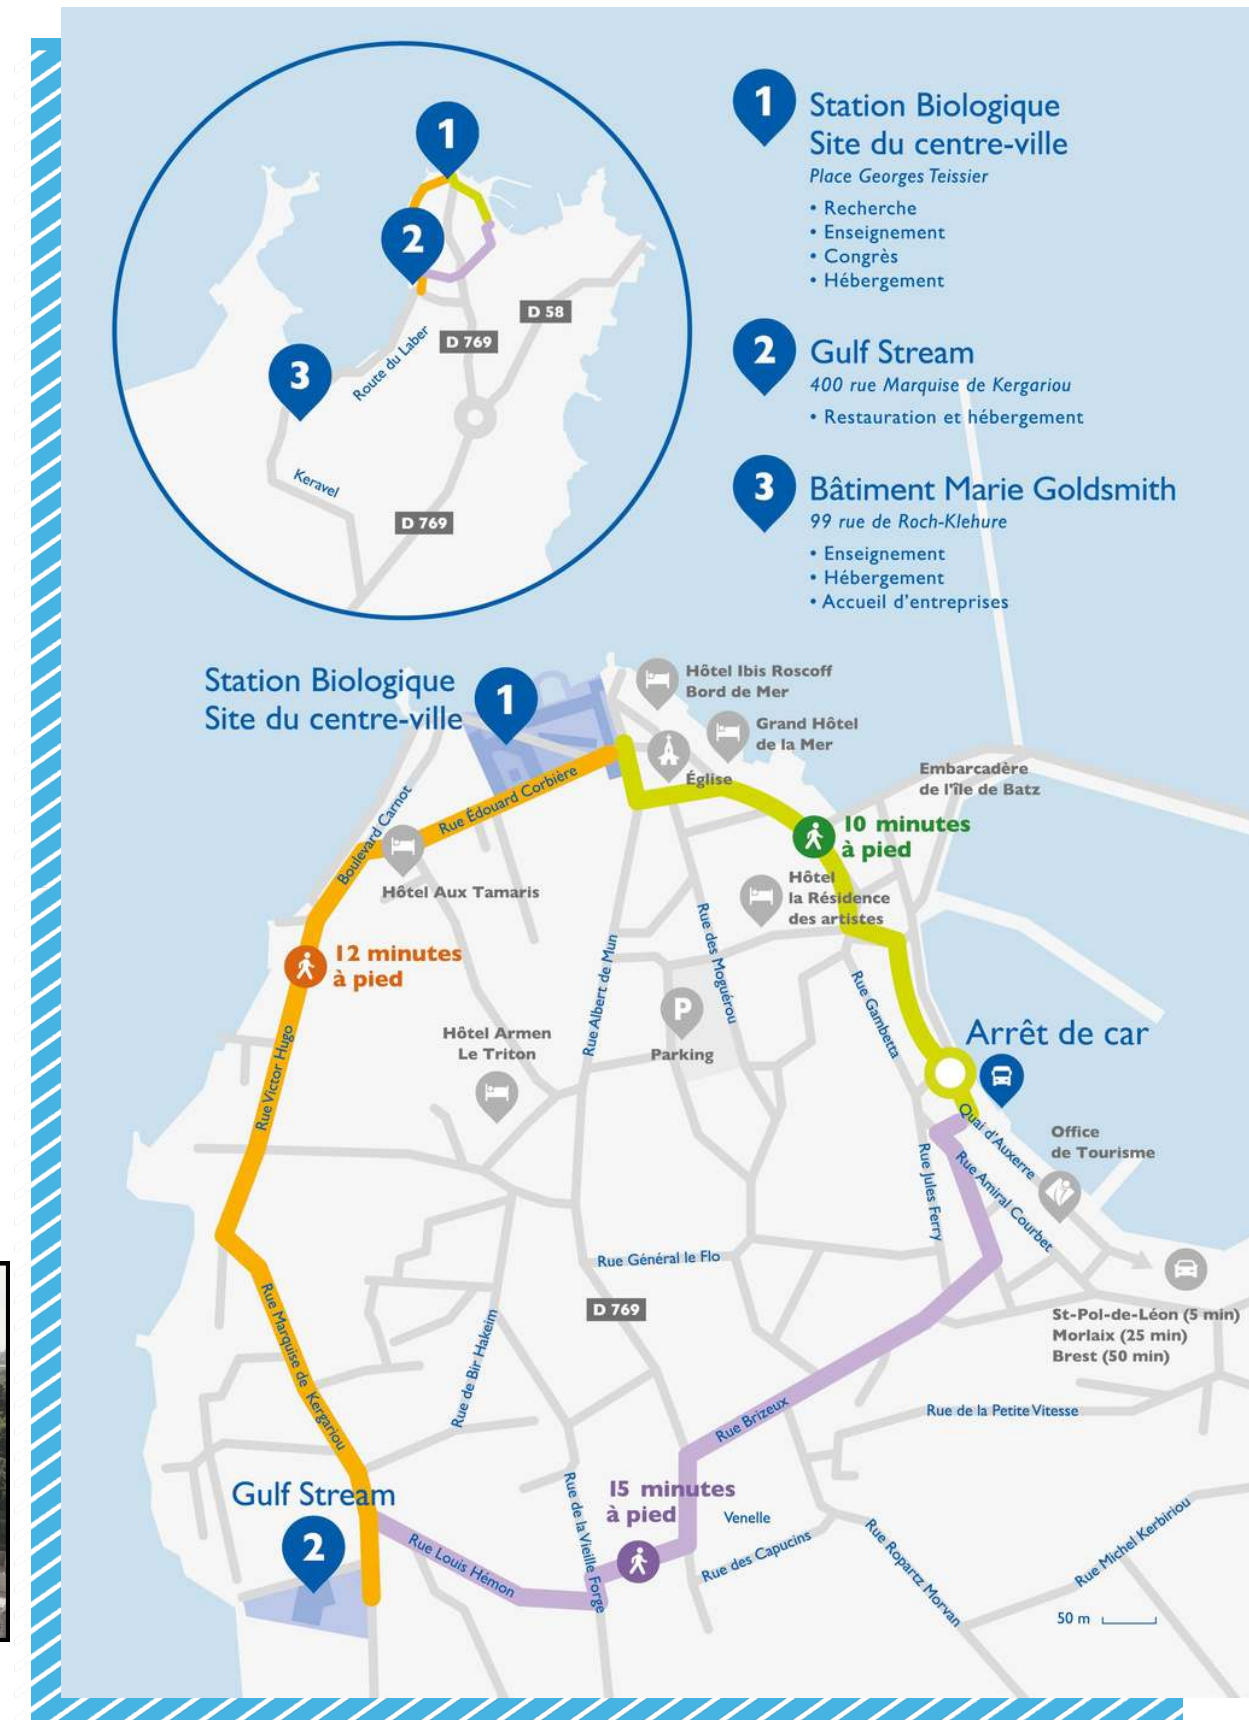 1
2
3
D 58
D 769
Route du Laber
Keravel
D 769
1
Station Biologique
Site du centre-ville
Place Georges Teissier
• Recherche
• Enseignement
• Congrès
• Hébergement
2
Gulf Stream
400 rue Marquise de Kergariou
• Restauration et hébergement
3
Bâtiment Marie Goldsmith
99 rue de Roch-Klehure
• Enseignement
• Hébergement
• Accueil d'entreprises
Station Biologique
Site du centre-ville
1
Hôtel Ibis Roscoff
Bord de Mer
Grand Hôtel
de la Mer
Église
Embarcadère
de l'île de Batz
Rue Édouard Corbière
Boulevard Carnot
Hôtel Aux Tamaris
10 minutes
à pied
Hôtel
la Résidence
des artistes
12 minutes
à pied
Rue Albert de Mun
Rue des Moguérou
Rue Gambetta
P
Parking
Hôtel Armen
Le Triton
Rue Victor Hugo
Arrêt de car
Quai d'Auxerre
Office
de Tourisme
Rue Jules Ferry
Rue Amiral Courbet
Rue Général le Flo
D 769
St-Pol-de-Léon (5 min)
Morlaix (25 min)
Brest (50 min)
Rue Marquise de Kergariou
Rue de Bir Hakeim
Rue Brizeux
Rue de la Petite Vitesse
Gulf Stream
2
15 minutes
à pied
Venelle
Rue des Capucins
Rue Louis Hémon
Rue de la Vieille Forge
Rue Ropartz Morvan
Rue Michel Kerbiriou
50 m